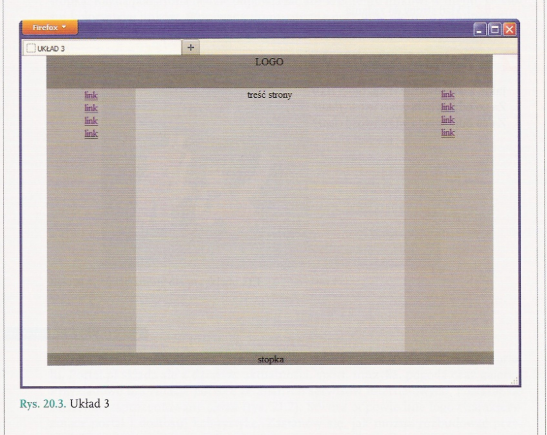 Firefox
UKŁAD 3
+
LOGO
link
link
link
link
treść strony
link
link
link
link
stopka
Rys. 20.3. Układ 3